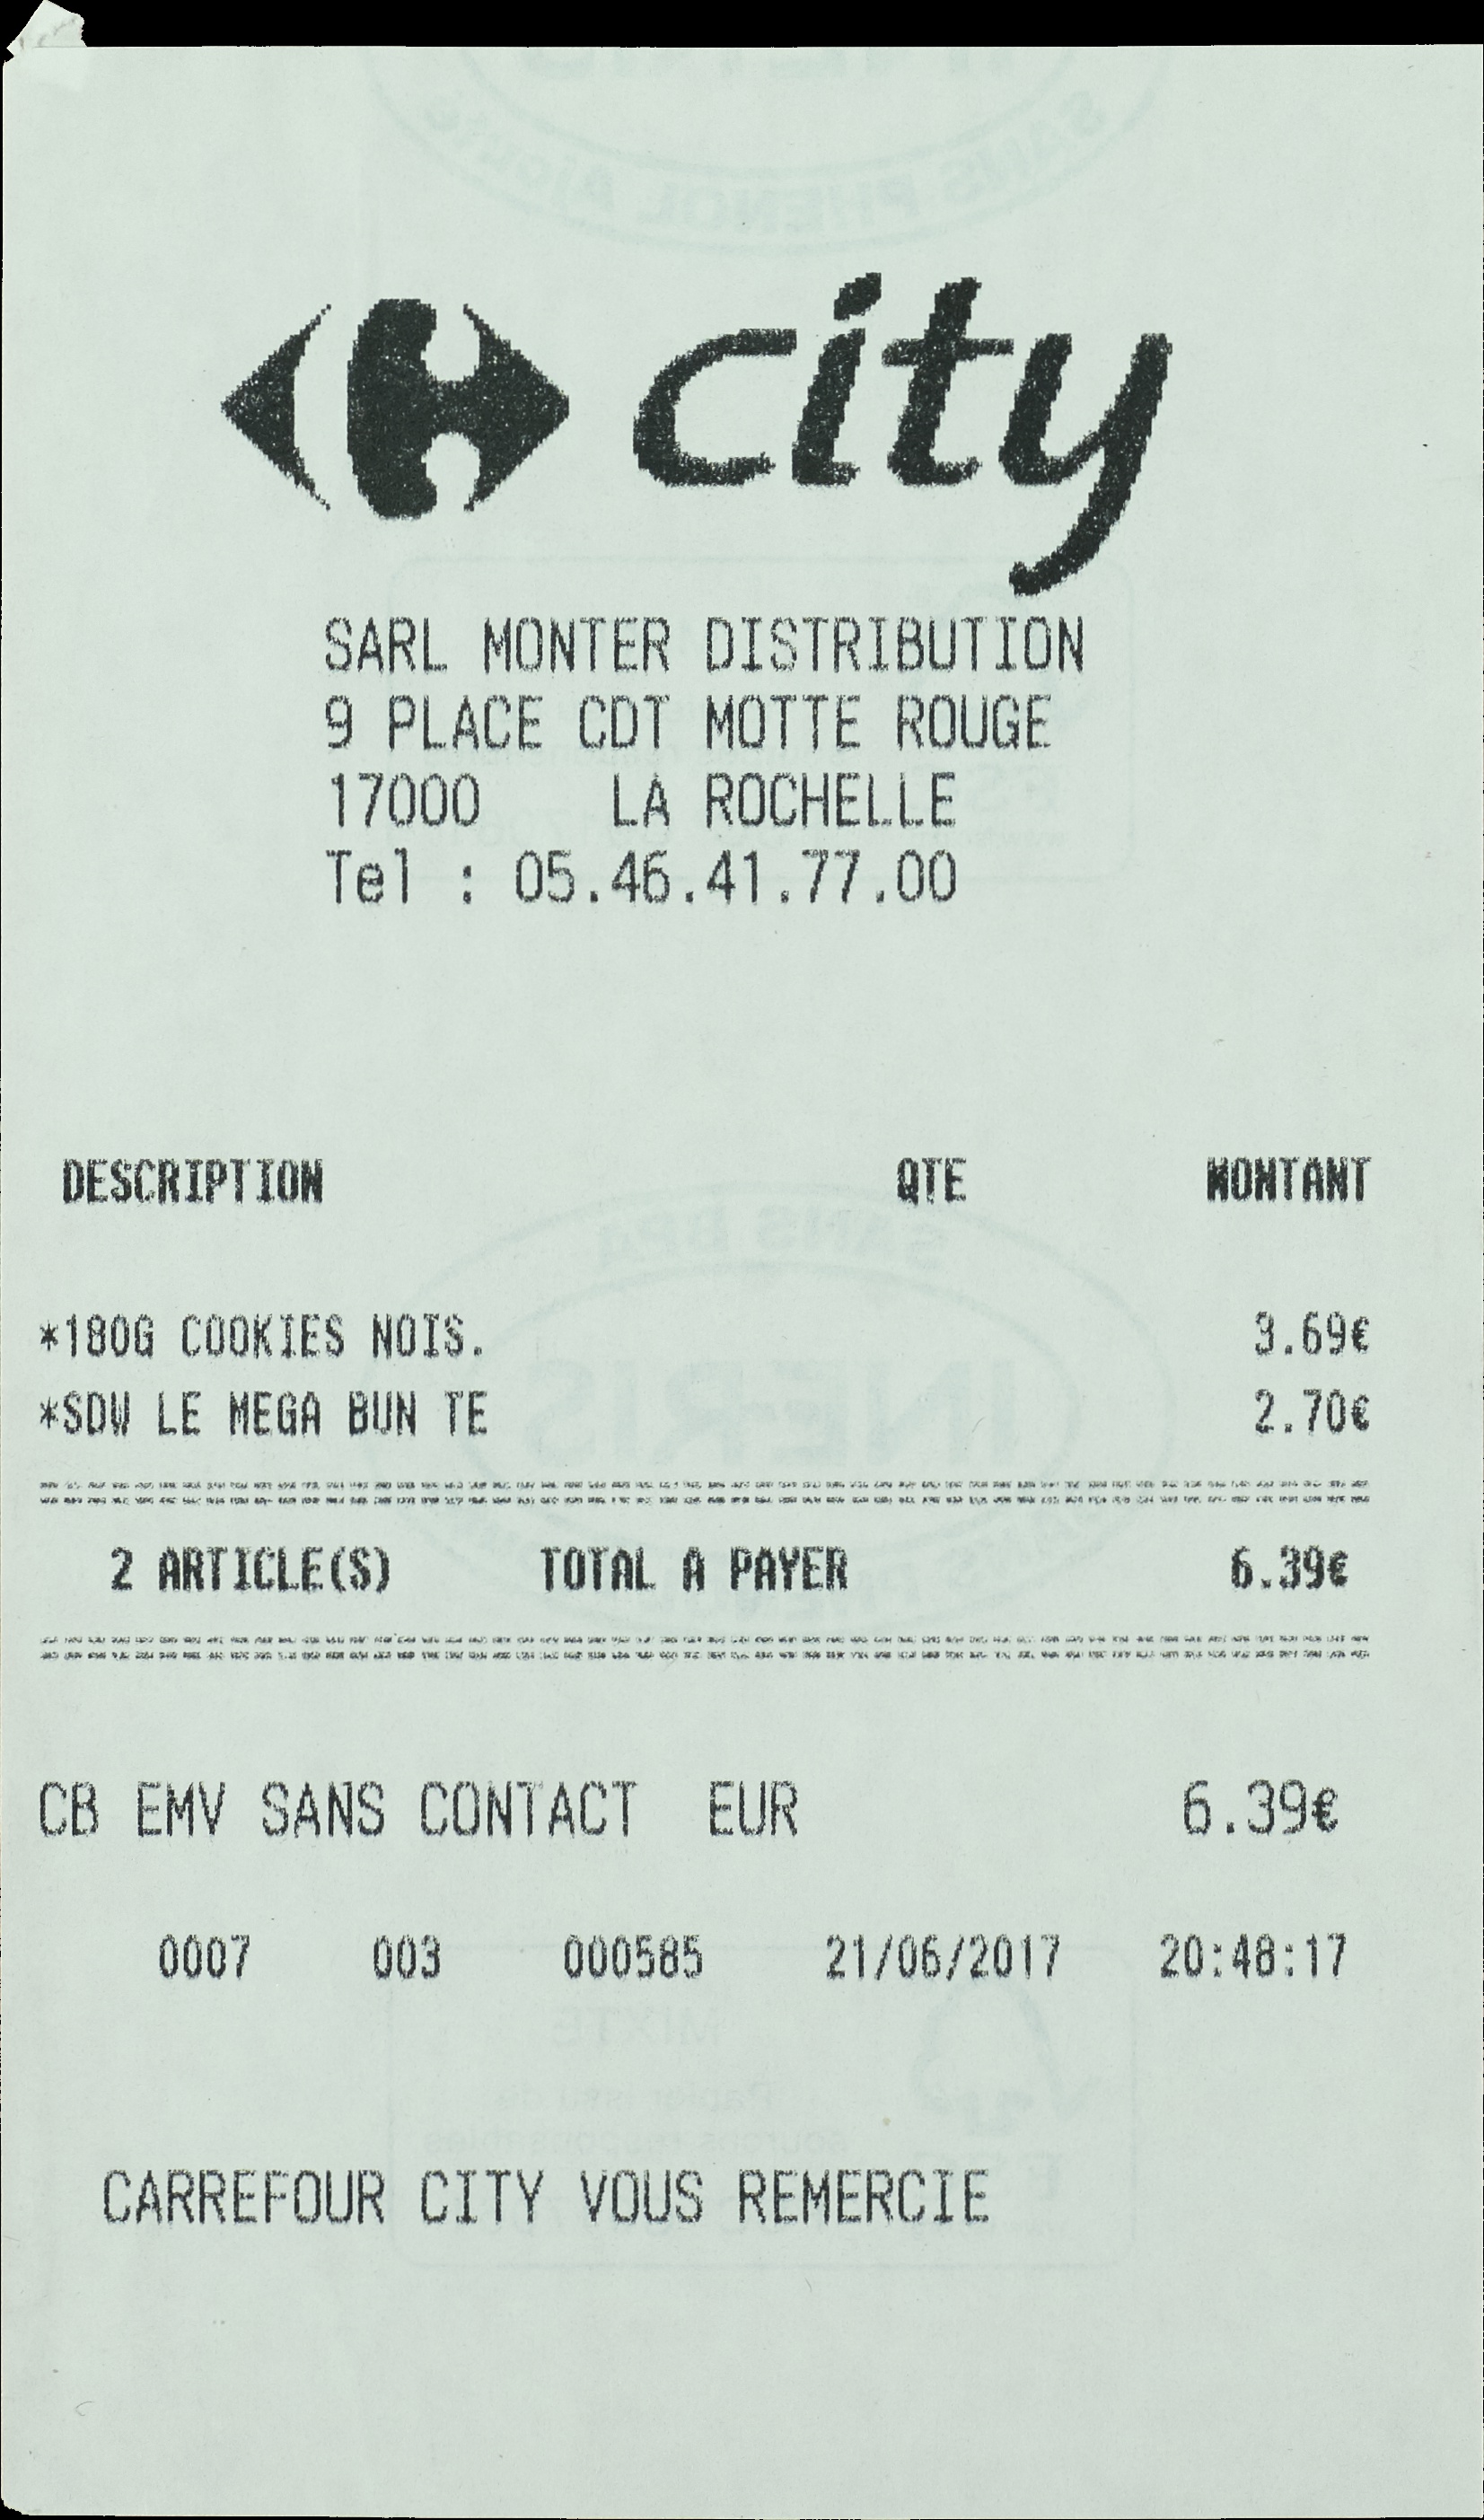 city
SARL MONTER DISTRIBUTION
9 PLACE CDT MOTTE ROUGE
17000 LA ROCHELLE
Tel : 05.46.41.77.00
DESCRIPTION QTE MONTANT
*180G COOKIES NOIS. 3.69€
*SDW LE MEGA BUN TE 2.70€
2 ARTICLE(S) TOTAL A PAYER 6.39€
CB EMV SANS CONTACT EUR 6.39€
0007 003 000585 21/06/2017 20:48:17
CARREFOUR CITY VOUS REMERCIE